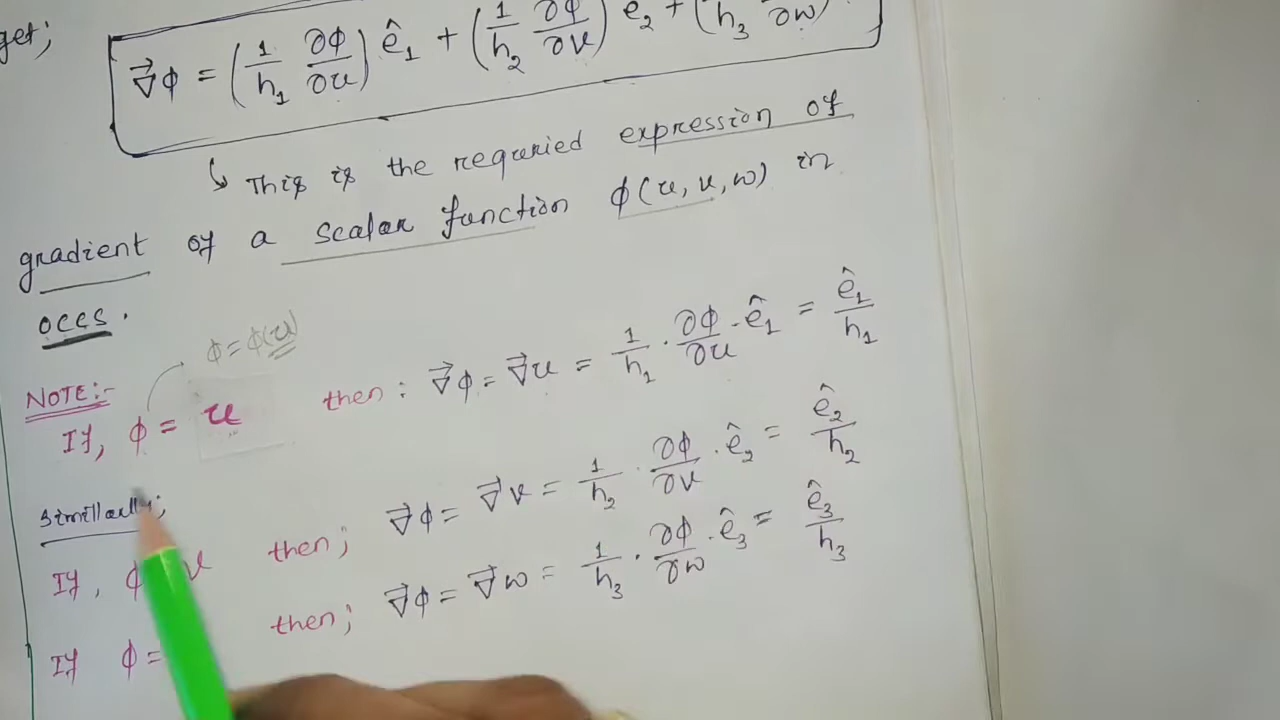 get;
∇⃗ϕ = (1/h₁ ∂ϕ/∂u) ê₁ + (1/h₂ ∂ϕ/∂v) e₂ + (1/h₃ ∂ϕ/∂w)
↳ This is the requried expression of
gradient of a scalar function ϕ(u, v, w) in
OCCS.
ϕ = ϕ(u)
NOTE:-
If, ϕ = u then : ∇⃗ϕ = ∇⃗u = 1/h₁ · ∂ϕ/∂u · ê₁ = ê₁/h₁
Similarly;
If, ϕ v then; ∇⃗ϕ = ∇⃗v = 1/h₂ · ∂ϕ/∂v · ê₂ = ê₂/h₂
If ϕ = then; ∇⃗ϕ = ∇⃗w = 1/h₃ · ∂ϕ/∂w · ê₃ = ê₃/h₃